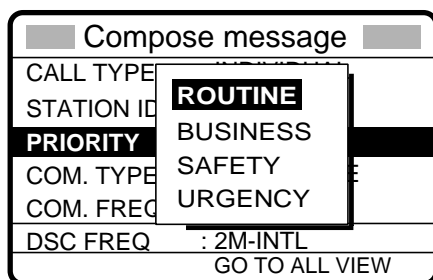 Compose message
CALL TYPE
STATION ID
PRIORITY
COM. TYPE
COM. FREQ
ROUTINE
BUSINESS
SAFETY
URGENCY
DSC FREQ : 2M-INTL
GO TO ALL VIEW